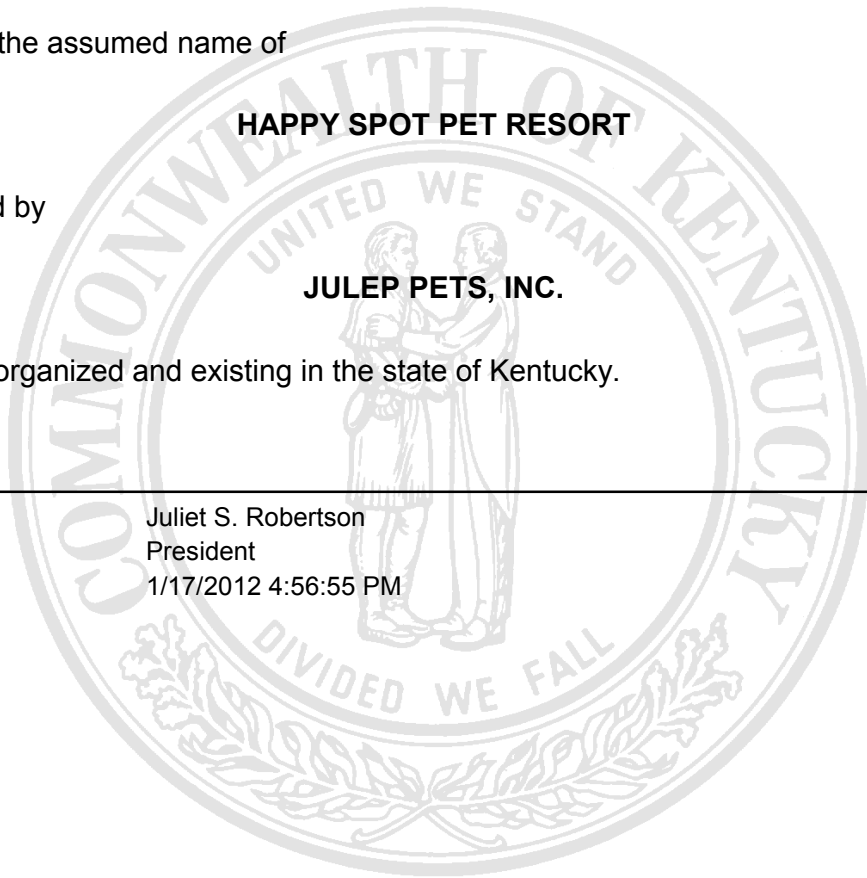 the assumed name of
HAPPY SPOT PET RESORT
d by
JULEP PETS, INC.
organized and existing in the state of Kentucky.
Juliet S. Robertson
President
1/17/2012 4:56:55 PM
COMMONWEALTH OF KENTUCKY
UNITED WE STAND
DIVIDED WE FALL